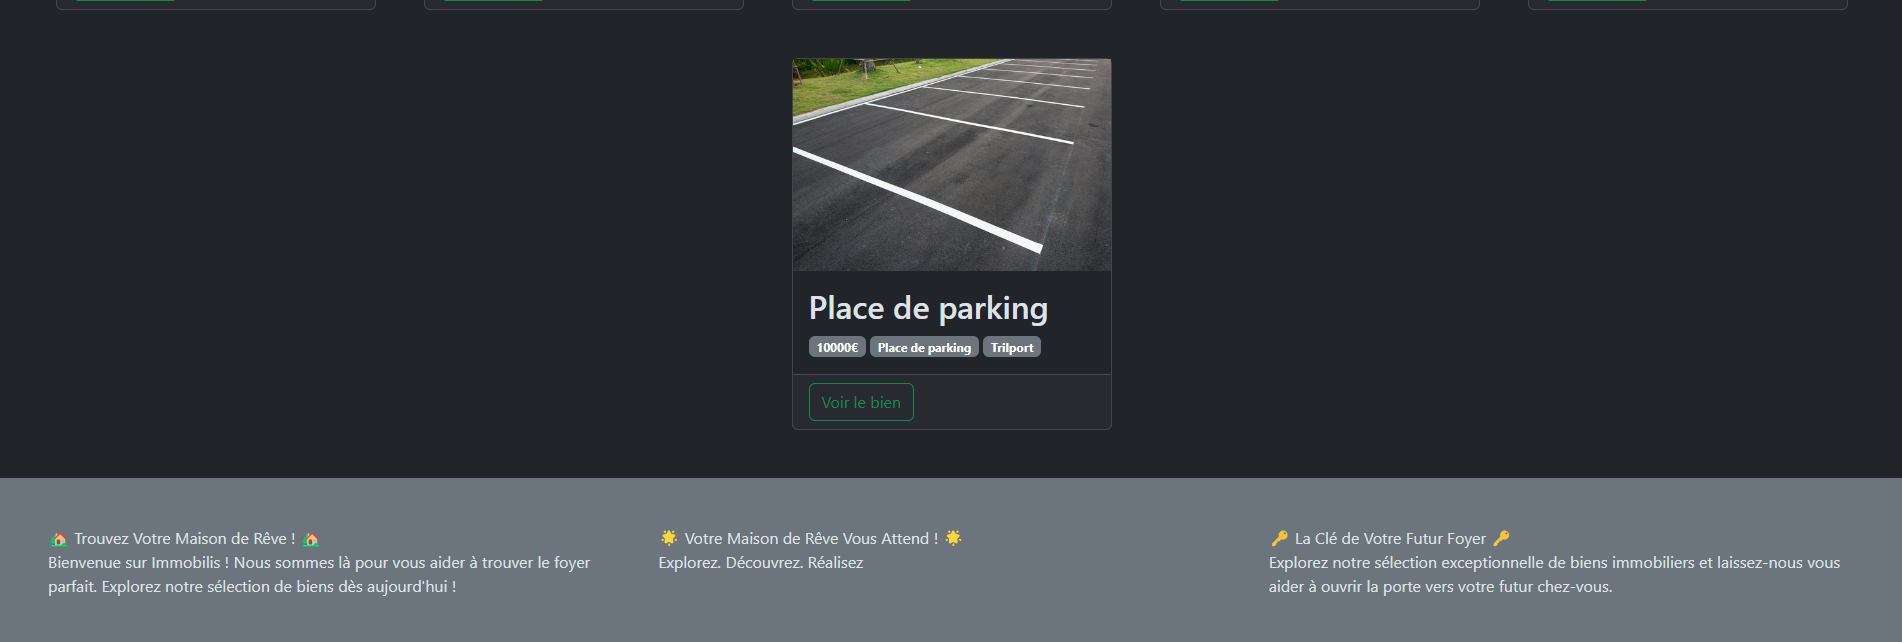 Place de parking
10000€ Place de parking Trilport
Voir le bien
🏡 Trouvez Votre Maison de Rêve ! 🏡
Bienvenue sur Immobilis ! Nous sommes là pour vous aider à trouver le foyer
parfait. Explorez notre sélection de biens dès aujourd'hui !
🌟 Votre Maison de Rêve Vous Attend ! 🌟
Explorez. Découvrez. Réalisez
🔑 La Clé de Votre Futur Foyer 🔑
Explorez notre sélection exceptionnelle de biens immobiliers et laissez-nous vous
aider à ouvrir la porte vers votre futur chez-vous.